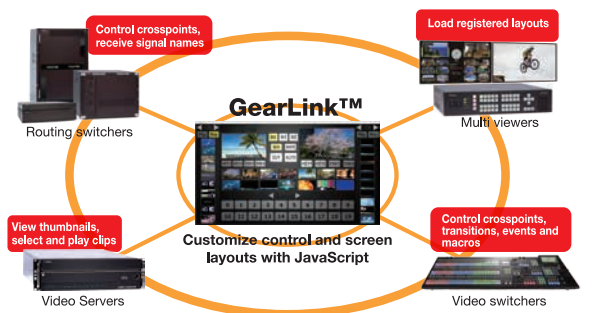 Control crosspoints,
receive signal names
Load registered layouts
GearLink™
Routing switchers
Multi viewers
View thumbnails,
select and play clips
Customize control and screen
layouts with JavaScript
Control crosspoints,
transitions, events and
macros
Video Servers
Video switchers